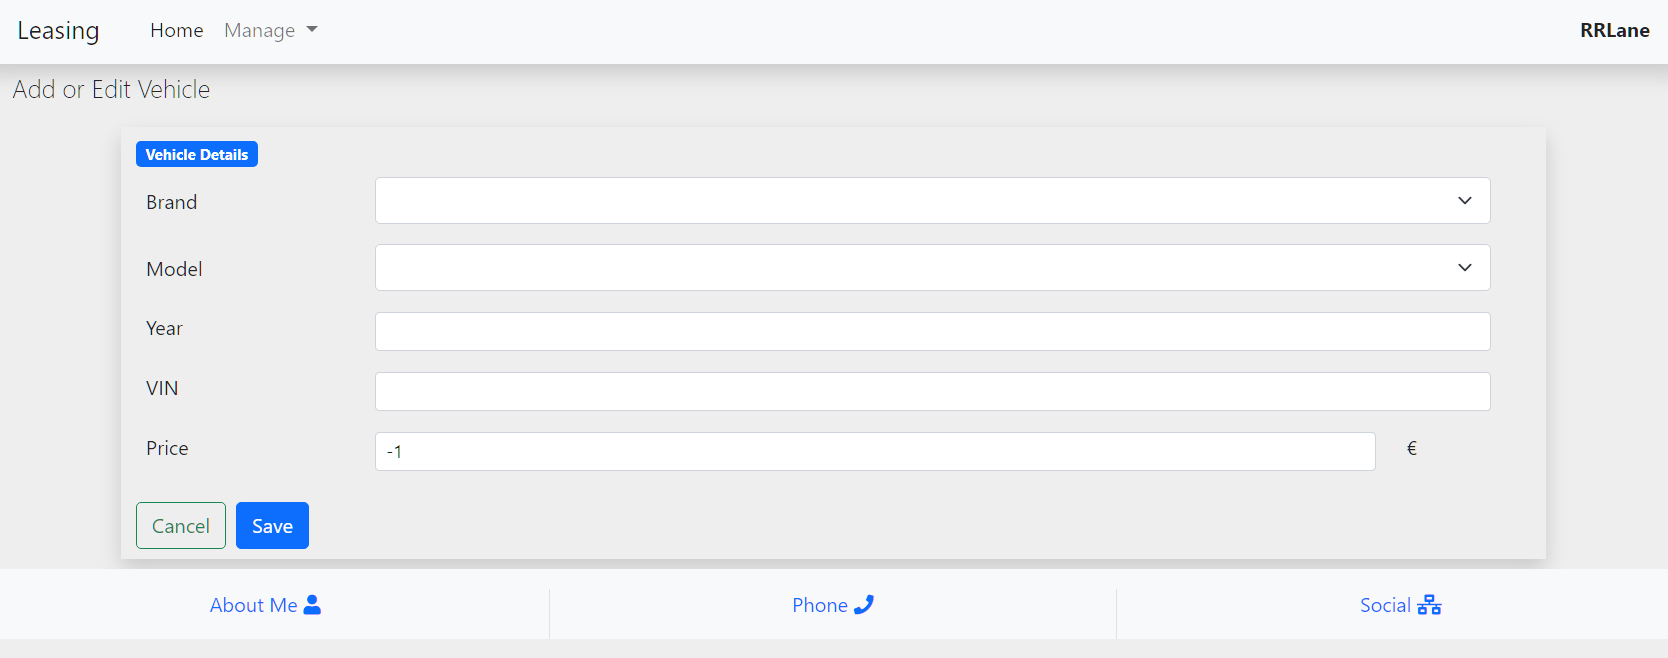 Leasing Home Manage RRLane
Add or Edit Vehicle
Vehicle Details
Brand
Model
Year
VIN
Price -1 €
Cancel Save
About Me Phone Social